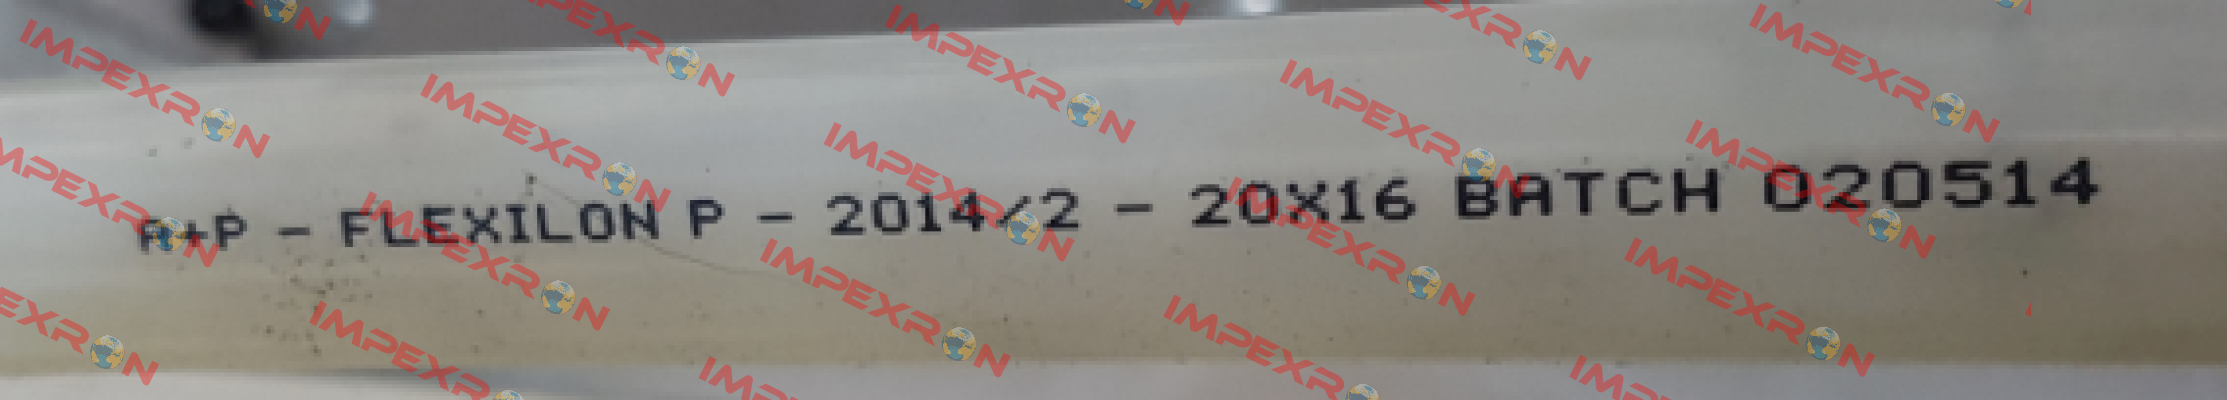 R+P - FLEXILON P - 2014/2 - 20X16 BATCH 020514
IMPEXRON